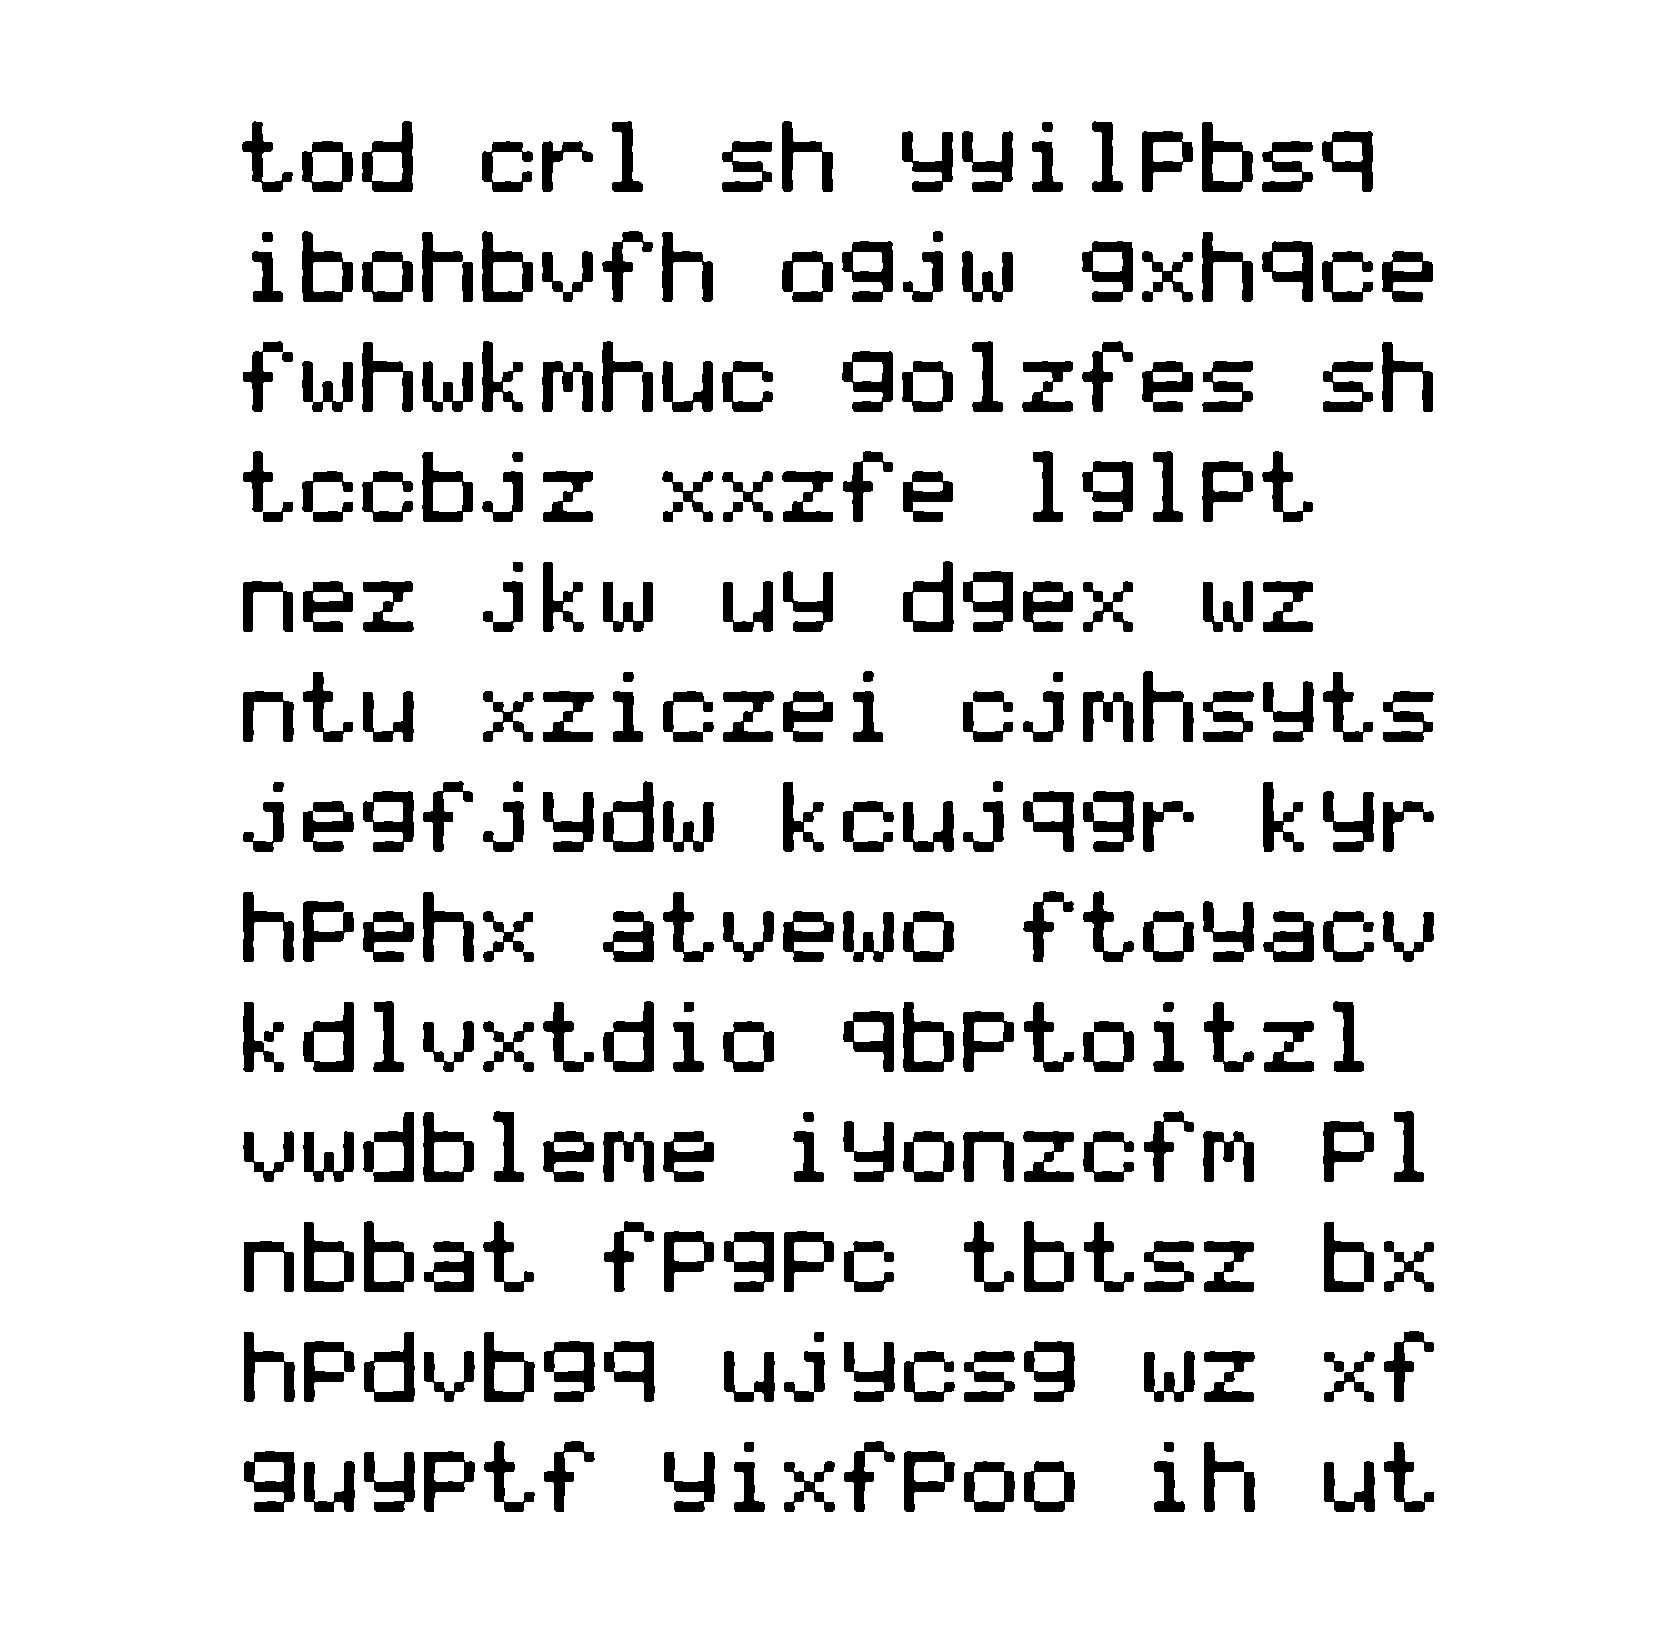 tod crl sh yyilpbsq
ibohbvfh ogjw gxhqce
fwhwkmhuc golzfes sh
tccbjz xxzfe lglpt
nez jkw uy dgex wz
ntu xziczei cjmhsyts
jegfjydw kcujqgr kyr
hpehx atvewo ftoyacv
kdlvxtdio qbptoitzl
vwdbleme iyonzcfm pl
nbbat fpgpc tbtsz bx
hpdvbgq ujycsg wz xf
guyptf yixfpoo ih ut